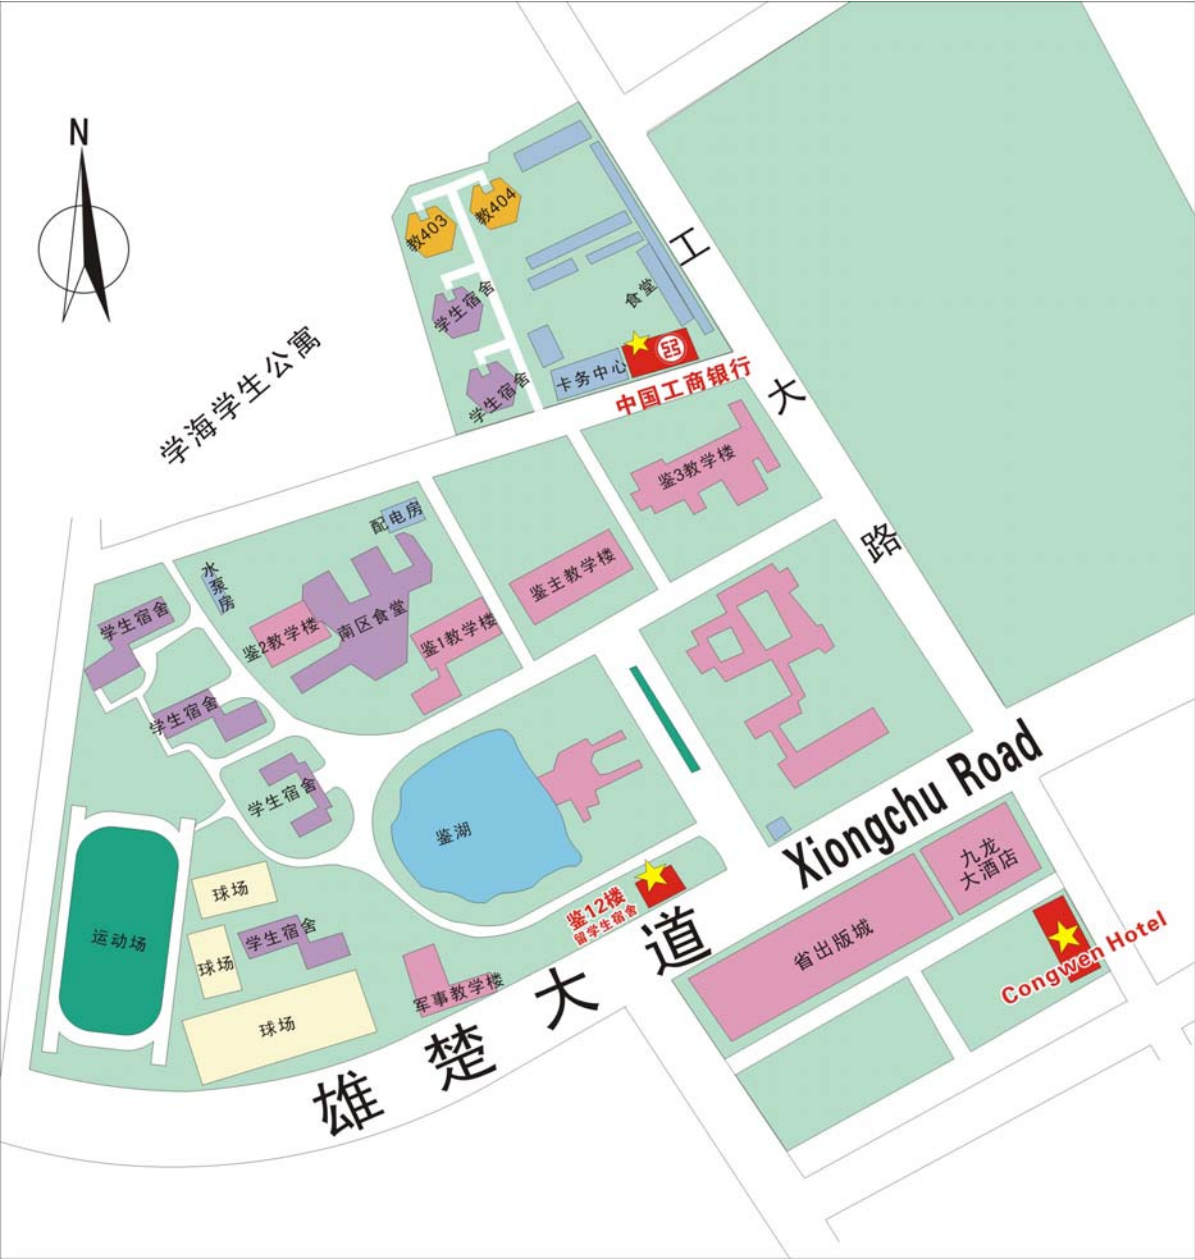 N
教403
教404
学生宿舍
学生宿舍
食堂
卡务中心
中国工商银行
工
大
路
学海学生公寓
鉴3教学楼
配电房
水泵房
鉴主教学楼
南区食堂
鉴2教学楼
鉴1教学楼
学生宿舍
学生宿舍
学生宿舍
鉴湖
运动场
球场
球场
学生宿舍
球场
军事教学楼
鉴12楼
留学生宿舍
雄楚大道
Xiongchu Road
九龙
大酒店
省出版城
Congwen Hotel